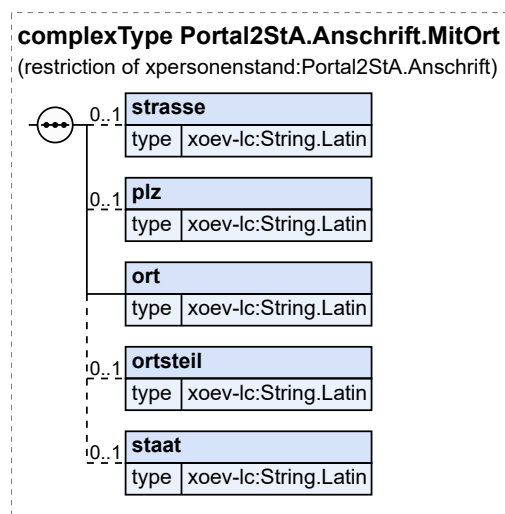 complexType Portal2StA.Anschrift.MitOrt
(restriction of xpersonenstand:Portal2StA.Anschrift)
0..1 strasse
type xoev-lc:String.Latin
0..1 plz
type xoev-lc:String.Latin
ort
type xoev-lc:String.Latin
0..1 ortsteil
type xoev-lc:String.Latin
0..1 staat
type xoev-lc:String.Latin